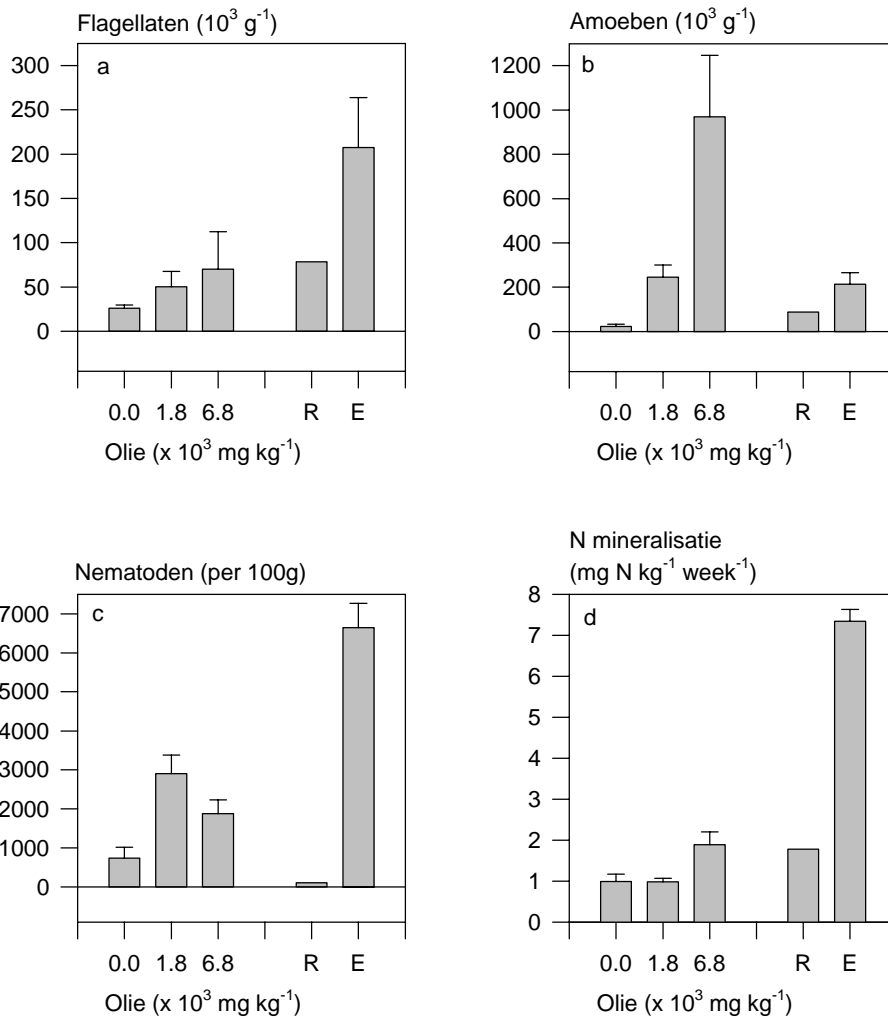 Flagellaten (10³ g⁻¹)
a
300
250
200
150
100
50
0
0.0 1.8 6.8 R E
Olie (x 10³ mg kg⁻¹)
Amoeben (10³ g⁻¹)
b
1200
1000
800
600
400
200
0
0.0 1.8 6.8 R E
Olie (x 10³ mg kg⁻¹)
Nematoden (per 100g)
c
7000
6000
5000
4000
3000
2000
1000
0
0.0 1.8 6.8 R E
Olie (x 10³ mg kg⁻¹)
N mineralisatie
(mg N kg⁻¹ week⁻¹)
d
8
7
6
5
4
3
2
1
0
0.0 1.8 6.8 R E
Olie (x 10³ mg kg⁻¹)